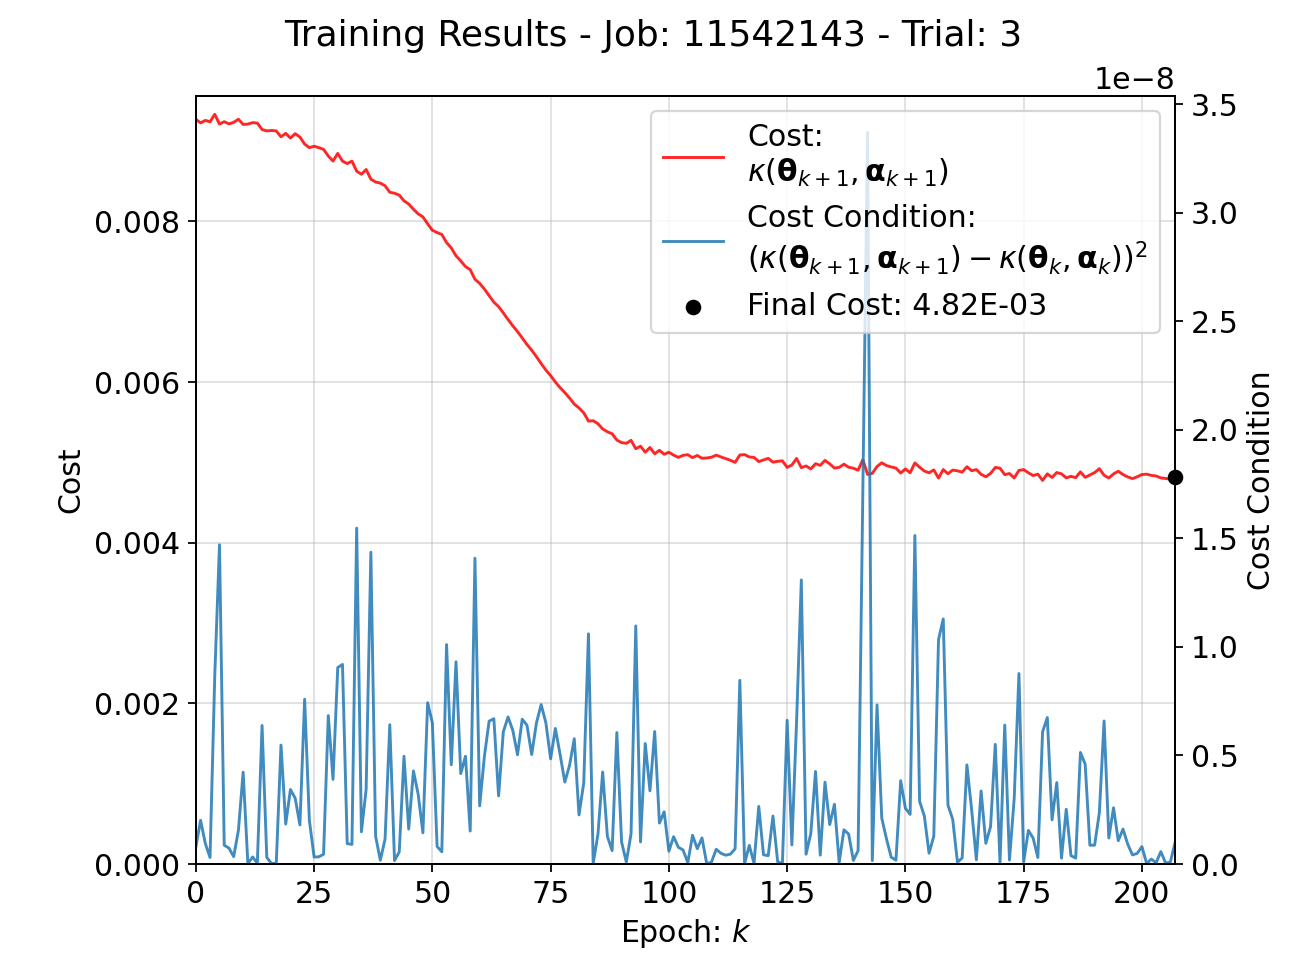 Training Results - Job: 11542143 - Trial: 3
1e−8
Cost:
κ(θ_{k+1}, α_{k+1})
Cost Condition:
(κ(θ_{k+1}, α_{k+1}) − κ(θ_k, α_k))²
Final Cost: 4.82E-03
Cost
0.008
0.006
0.004
0.002
0.000
3.5
3.0
2.5
2.0
1.5
1.0
0.5
0.0
Cost Condition
0 25 50 75 100 125 150 175 200
Epoch: k